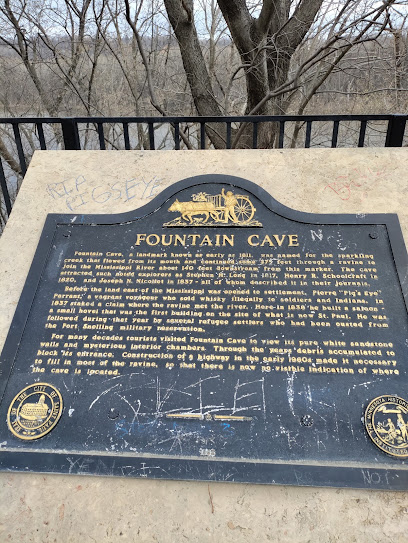 R.P. CSEYE
FOUNTAIN CAVE
Fountain Cave, a landmark known as early as 1811, was named for the sparkling
creek that flowed from its mouth and continued some 375 feet through a ravine to
join the Mississippi River about 140 feet downstream from this marker. The cave
attracted such noted explorers as Stephen H. Long in 1817, Henry R. Schoolcraft in
1820, and Joseph N. Nicollet in 1837 - all of whom described it in their journals.
Before the land east of the Mississippi was opened to settlement, Pierre "Pig's Eye"
Parrant, a vagrant voyageur who sold whisky illegally to soldiers and Indians, in
1837 staked a claim where the ravine met the river. Here in 1838 he built a saloon -
a small hovel that was the first building on the site of what is now St. Paul. He was
followed during that year by several refugee settlers who had been ousted from
the Fort Snelling military reservation.
For many decades tourists visited Fountain Cave to view its pure white sandstone
walls and mysterious interior chambers. Through the years debris accumulated to
block its entrance. Construction of a highway in the early 1960s made it necessary
to fill in most of the ravine, so that there is now no visible indication of where
the cave is located.